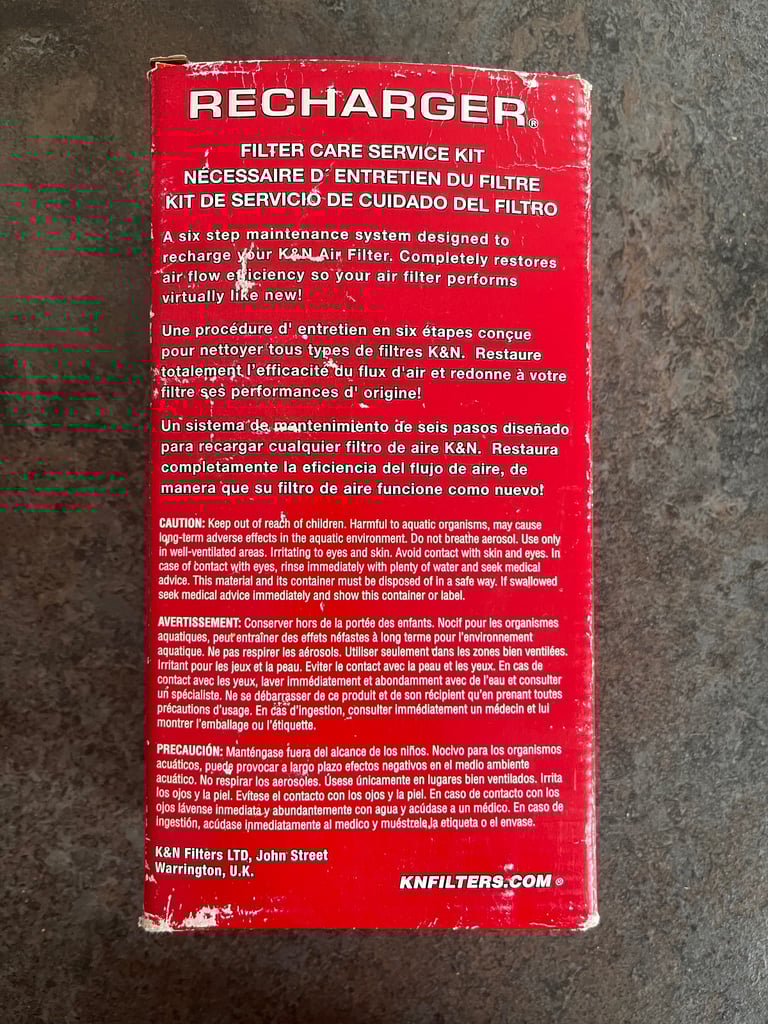 RECHARGER®
FILTER CARE SERVICE KIT
NÉCESSAIRE D' ENTRETIEN DU FILTRE
KIT DE SERVICIO DE CUIDADO DEL FILTRO
A six step maintenance system designed to
recharge your K&N Air Filter. Completely restores
air flow efficiency so your air filter performs
virtually like new!
Une procédure d' entretien en six étapes conçue
pour nettoyer tous types de filtres K&N. Restaure
totalement l'efficacité du flux d'air et redonne à votre
filtre ses performances d' origine!
Un sistema de mantenimiento de seis pasos diseñado
para recargar cualquier filtro de aire K&N. Restaura
completamente la eficiencia del flujo de aire, de
manera que su filtro de aire funcione como nuevo!
CAUTION: Keep out of reach of children. Harmful to aquatic organisms, may cause
long-term adverse effects in the aquatic environment. Do not breathe aerosol. Use only
in well-ventilated areas. Irritating to eyes and skin. Avoid contact with skin and eyes. In
case of contact with eyes, rinse immediately with plenty of water and seek medical
advice. This material and its container must be disposed of in a safe way. If swallowed
seek medical advice immediately and show this container or label.
AVERTISSEMENT: Conserver hors de la portée des enfants. Nocif pour les organismes
aquatiques, peut entraîner des effets néfastes à long terme pour l'environnement
aquatique. Ne pas respirer les aérosols. Utiliser seulement dans les zones bien ventilées.
Irritant pour les jeux et la peau. Eviter le contact avec la peau et les yeux. En cas de
contact avec les yeux, laver immédiatement et abondamment avec de l'eau et consulter
un spécialiste. Ne se débarrasser de ce produit et de son récipient qu'en prenant toutes
précautions d'usage. En cas d'ingestion, consulter immédiatement un médecin et lui
montrer l'emballage ou l'étiquette.
PRECAUCIÓN: Manténgase fuera del alcance de los niños. Nocivo para los organismos
acuáticos, puede provocar a largo plazo efectos negativos en el medio ambiente
acuático. No respirar los aerosoles. Úsese únicamente en lugares bien ventilados. Irrita
los ojos y la piel. Evítese el contacto con los ojos y la piel. En caso de contacto con los
ojos lávense inmediata y abundantemente con agua y acúdase a un médico. En caso de
ingestión, acúdase inmediatamente al medico y muéstrele la etiqueta o el envase.
K&N Filters LTD, John Street
Warrington, U.K.
KNFILTERS.COM®